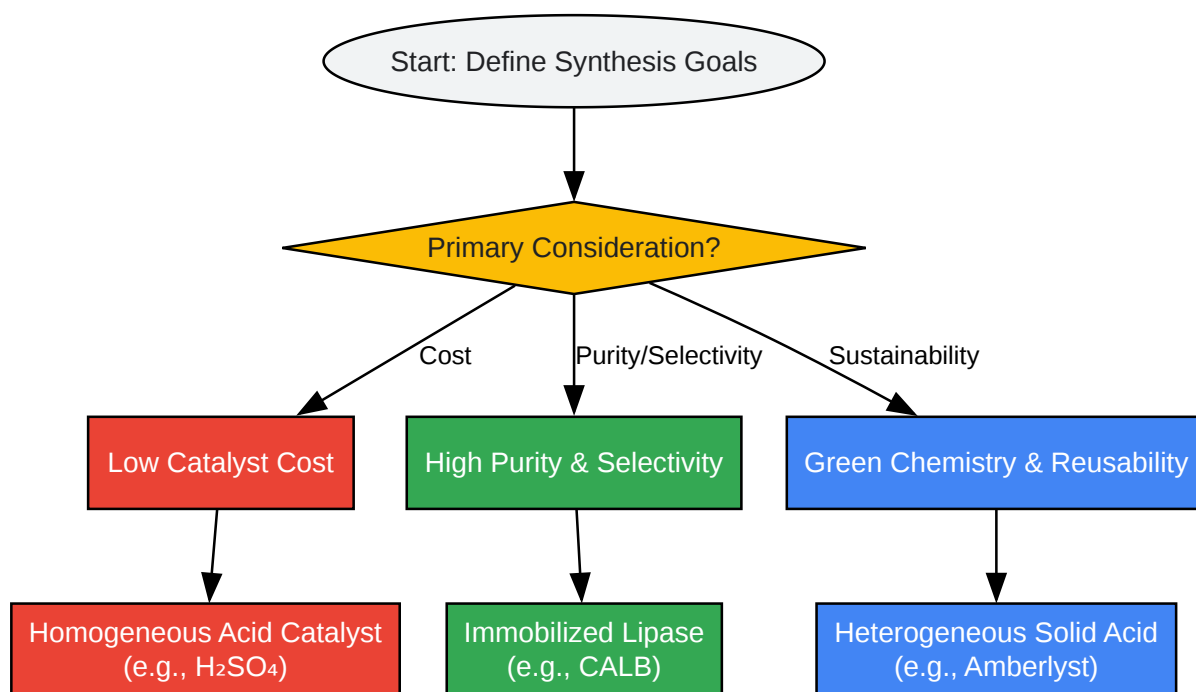 Start: Define Synthesis Goals
Primary Consideration?
Cost
Purity/Selectivity
Sustainability
Low Catalyst Cost
High Purity & Selectivity
Green Chemistry & Reusability
Homogeneous Acid Catalyst
(e.g., H₂SO₄)
Immobilized Lipase
(e.g., CALB)
Heterogeneous Solid Acid
(e.g., Amberlyst)